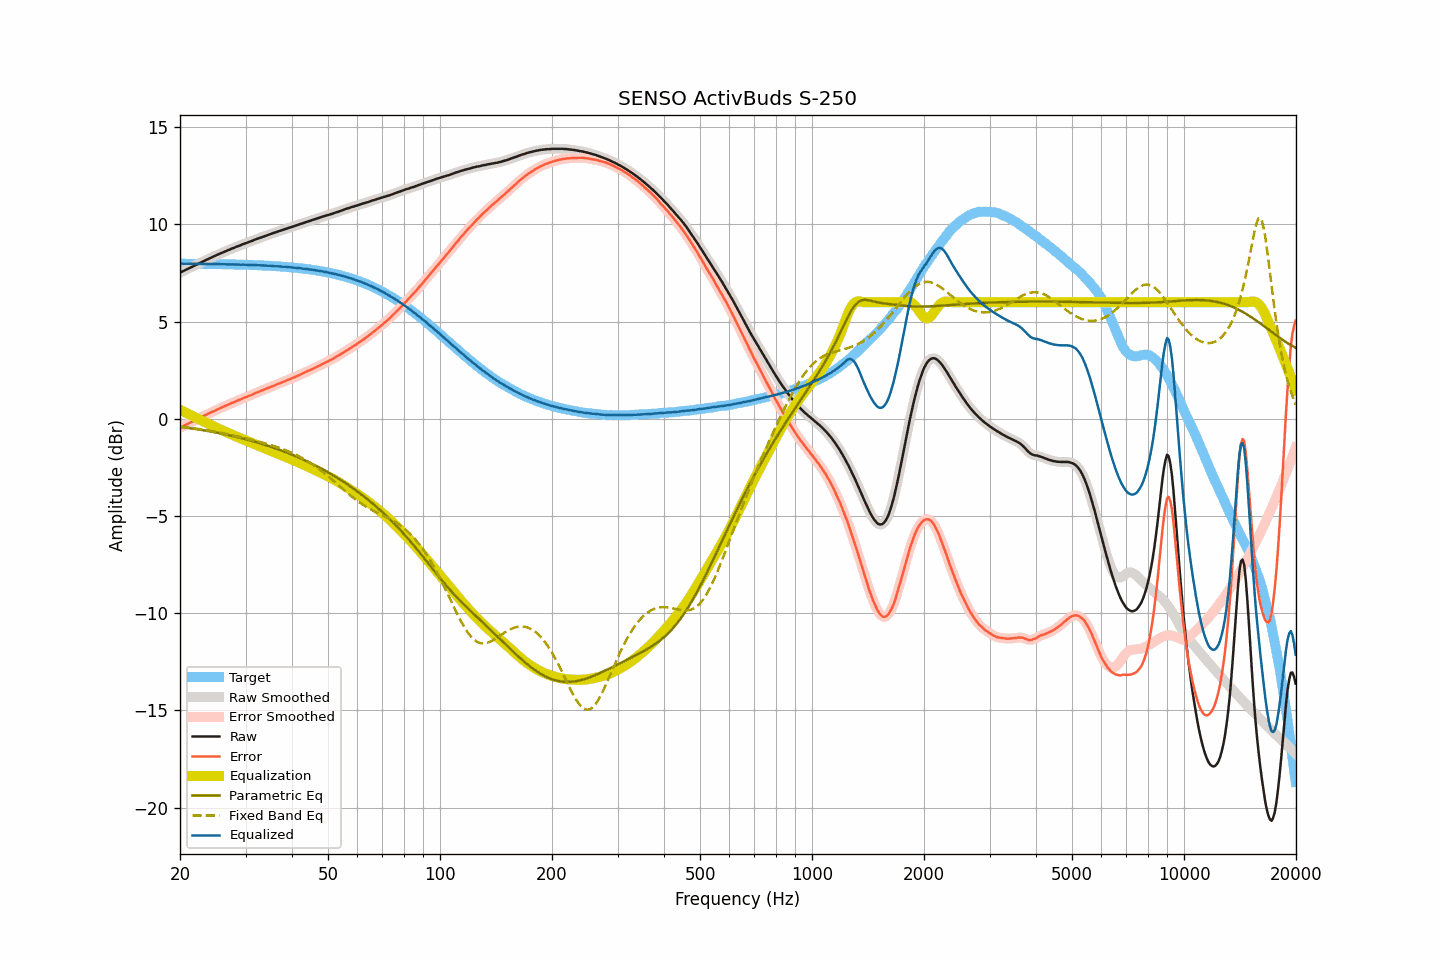 SENSO ActivBuds S-250
Amplitude (dBr)
15
10
5
0
−5
−10
−15
−20
Target
Raw Smoothed
Error Smoothed
Raw
Error
Equalization
Parametric Eq
Fixed Band Eq
Equalized
20 50 100 200 500 1000 2000 5000 10000 20000
Frequency (Hz)